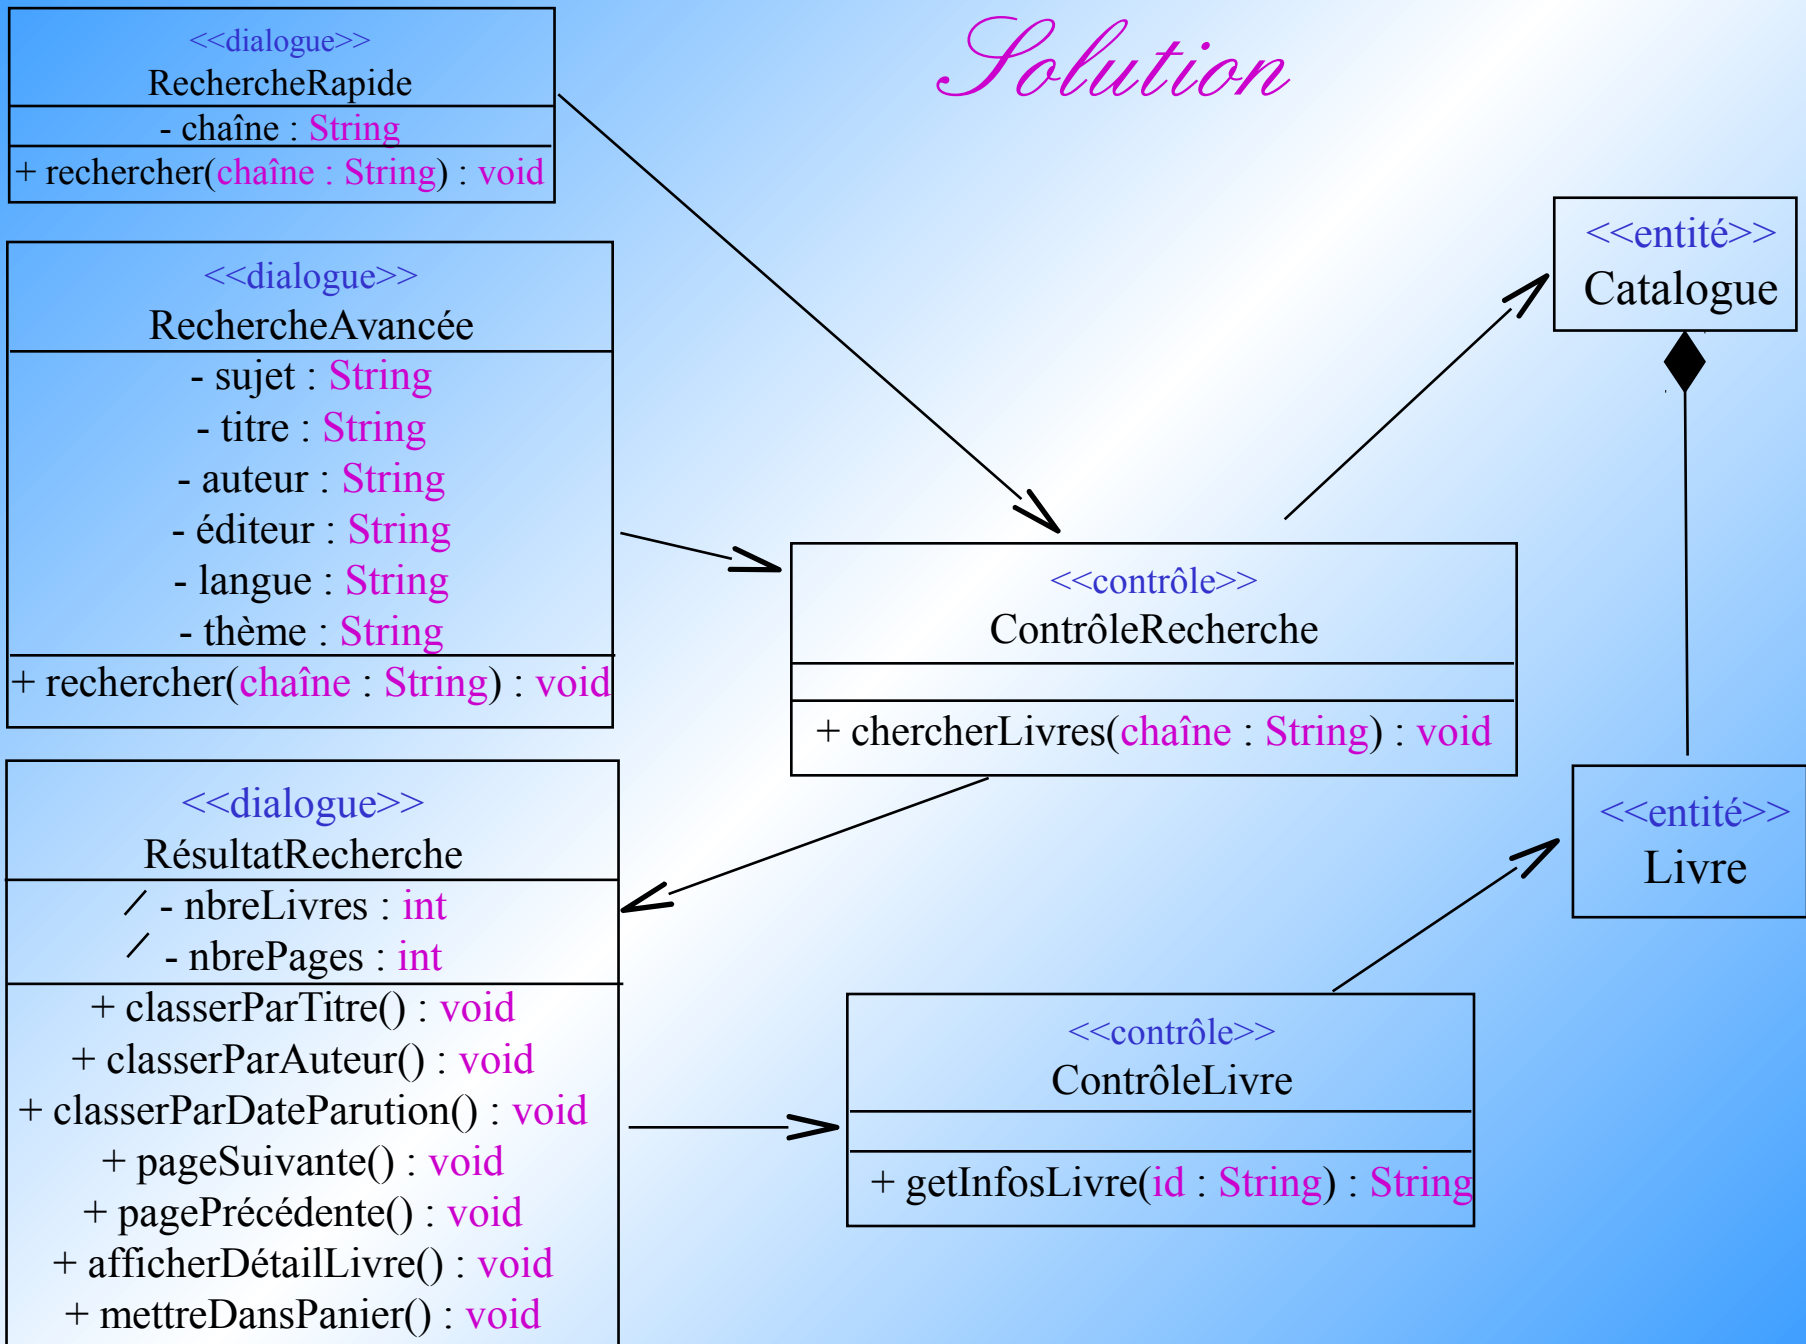 Solution
<<dialogue>>
RechercheRapide
- chaîne : String
+ rechercher(chaîne : String) : void
<<dialogue>>
RechercheAvancée
- sujet : String
- titre : String
- auteur : String
- éditeur : String
- langue : String
- thème : String
+ rechercher(chaîne : String) : void
<<dialogue>>
RésultatRecherche
/ - nbreLivres : int
/ - nbrePages : int
+ classerParTitre() : void
+ classerParAuteur() : void
+ classerParDateParution() : void
+ pageSuivante() : void
+ pagePrécédente() : void
+ afficherDétailLivre() : void
+ mettreDansPanier() : void
<<contrôle>>
ContrôleRecherche
+ chercherLivres(chaîne : String) : void
<<contrôle>>
ContrôleLivre
+ getInfosLivre(id : String) : String
<<entité>>
Catalogue
<<entité>>
Livre